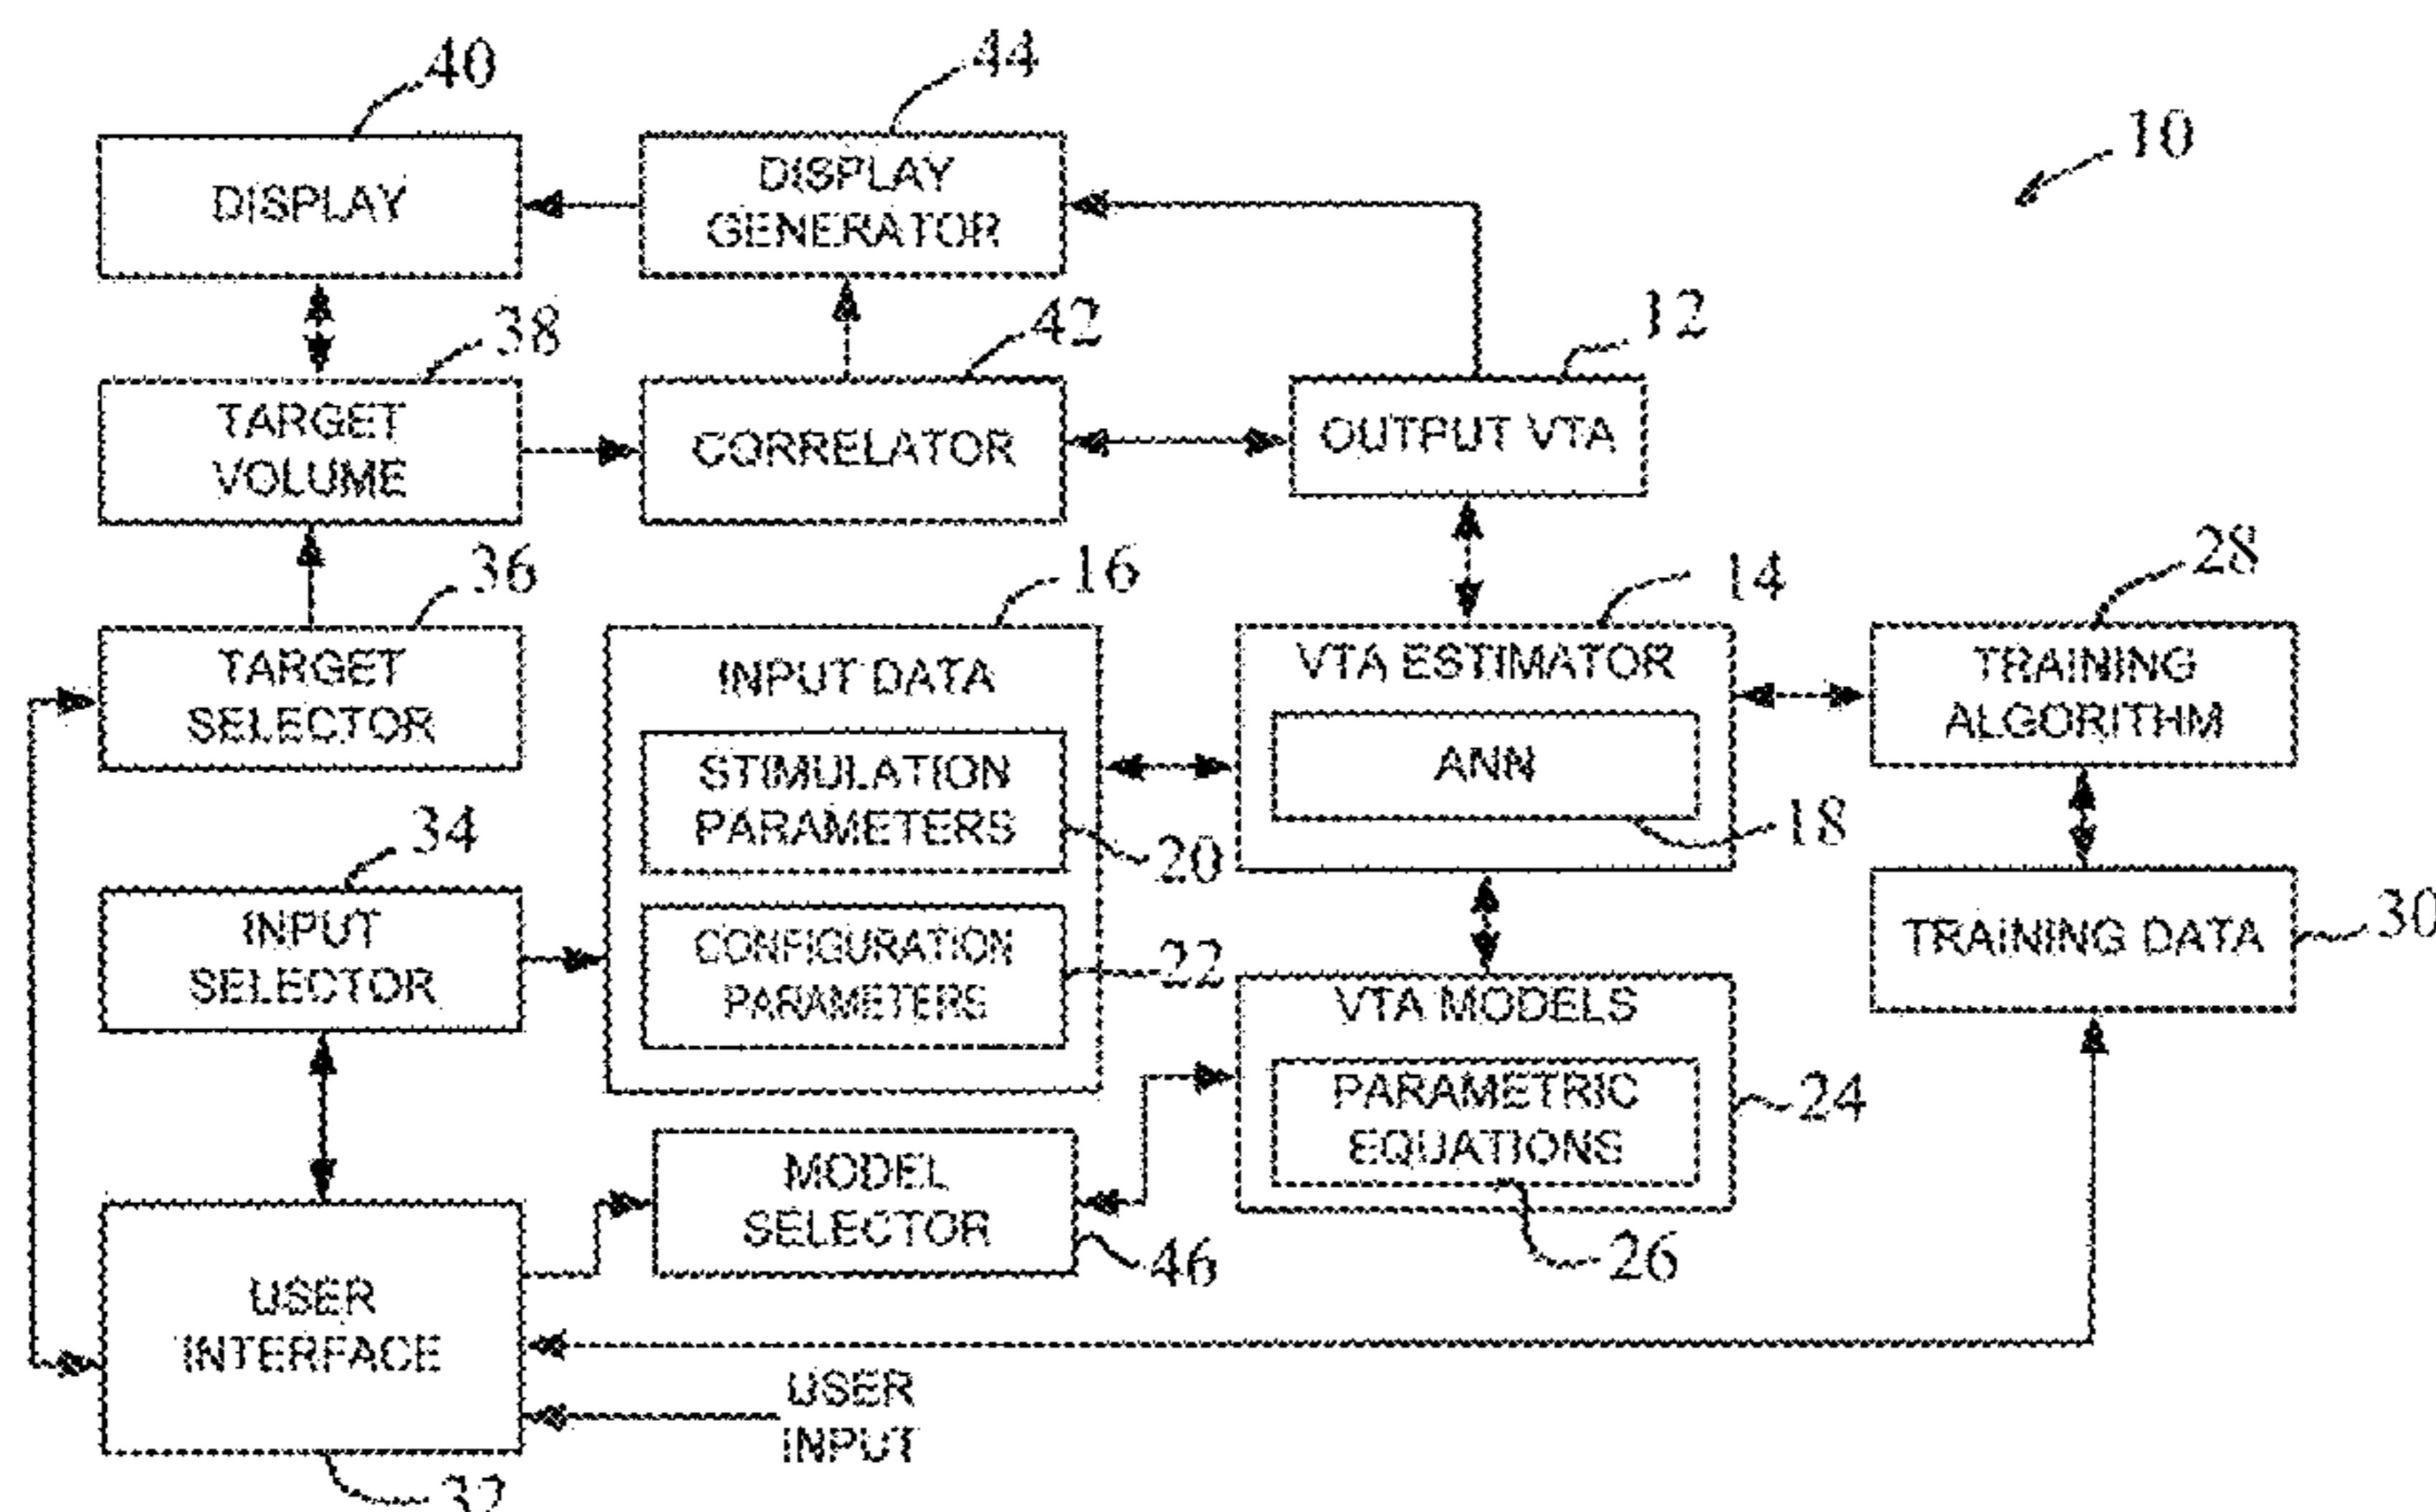 40
44
10
DISPLAY
DISPLAY
GENERATOR
38
42
12
TARGET
VOLUME
CORRELATOR
OUTPUT VTA
36
16
14
28
TARGET
SELECTOR
INPUT DATA
VTA ESTIMATOR
TRAINING
ALGORITHM
STIMULATION
PARAMETERS
ANN
18
20
34
INPUT
SELECTOR
CONFIGURATION
PARAMETERS
22
TRAINING DATA
30
VTA MODELS
PARAMETRIC
EQUATIONS
24
26
MODEL
SELECTOR
46
USER
INTERFACE
USER
INPUT
32